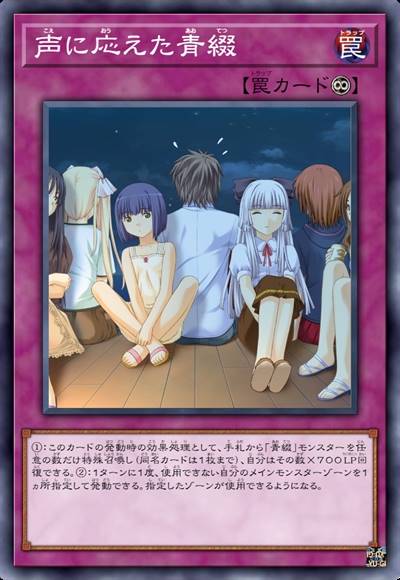 声に応えた青綴
罠
【罠カード】
①：このカードの発動時の効果処理として、手札から「青綴」モンスターを任
意の数だけ特殊召喚し（同名カードは１枚まで）、自分はその数×７００LP回
復できる。②：１ターンに１度、使用できない自分のメインモンスターゾーンを１
ヵ所指定して発動できる。指定したゾーンが使用できるようになる。